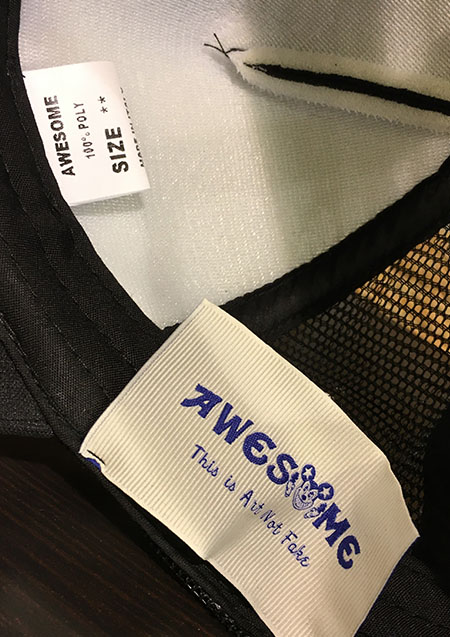 AWESOME
100% POLY
SIZE **
AWESOME
This is Art Not Fake